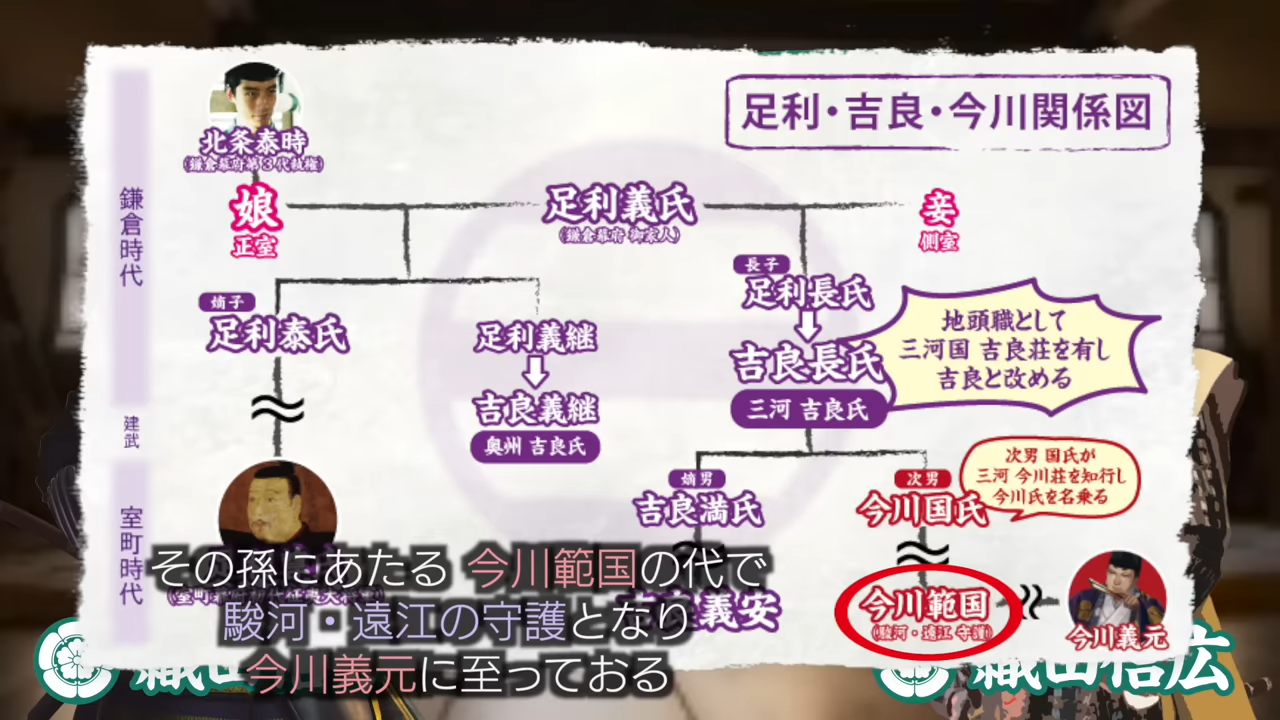 足利・吉良・今川関係図
鎌倉時代
建武
室町時代
北条泰時
(鎌倉幕府第3代執権)
娘
正室
足利義氏
(鎌倉幕府 御家人)
妾
側室
嫡子
足利泰氏
足利義継
吉良義継
奥州 吉良氏
長子
足利長氏
吉良長氏
三河 吉良氏
地頭職として
三河国 吉良荘を有し
吉良と改める
嫡男
吉良満氏
次男
今川国氏
次男 国氏が
三河 今川荘を知行し
今川氏を名乗る
義安
今川範国
(駿河・遠江 守護)
今川義元
その孫にあたる 今川範国の代で
駿河・遠江の守護となり
今川義元に至っておる
織田
織田信広